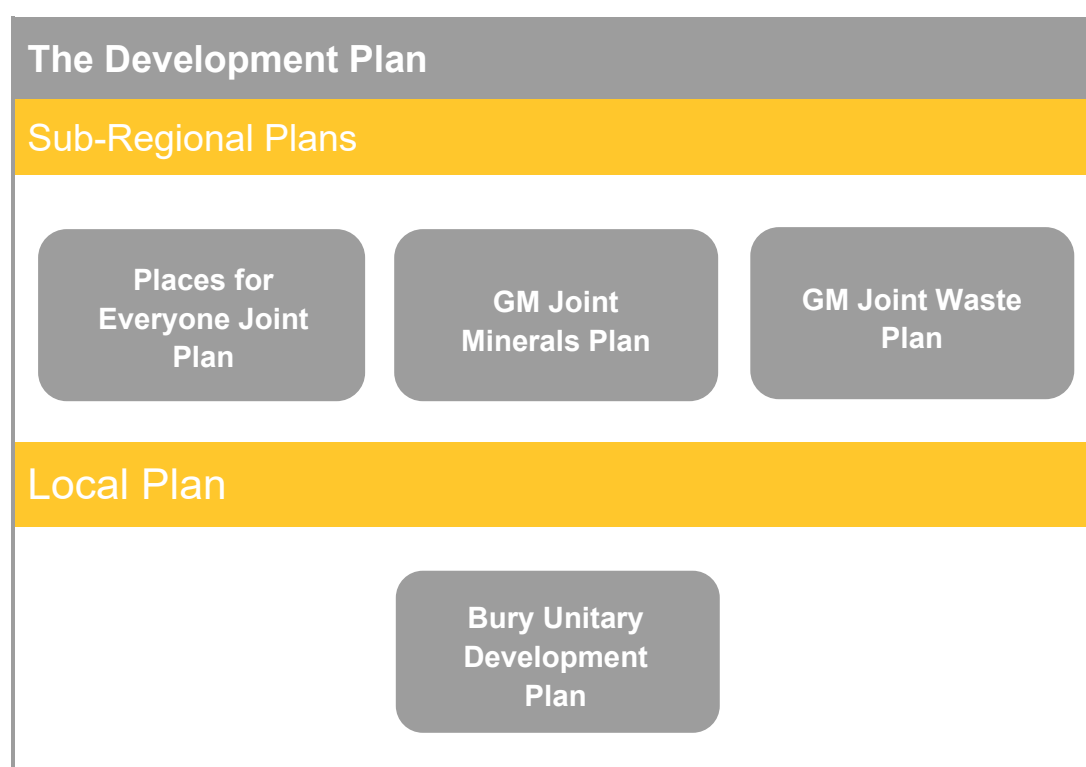 The Development Plan
Sub-Regional Plans
Places for
Everyone Joint
Plan
GM Joint
Minerals Plan
GM Joint Waste
Plan
Local Plan
Bury Unitary
Development
Plan